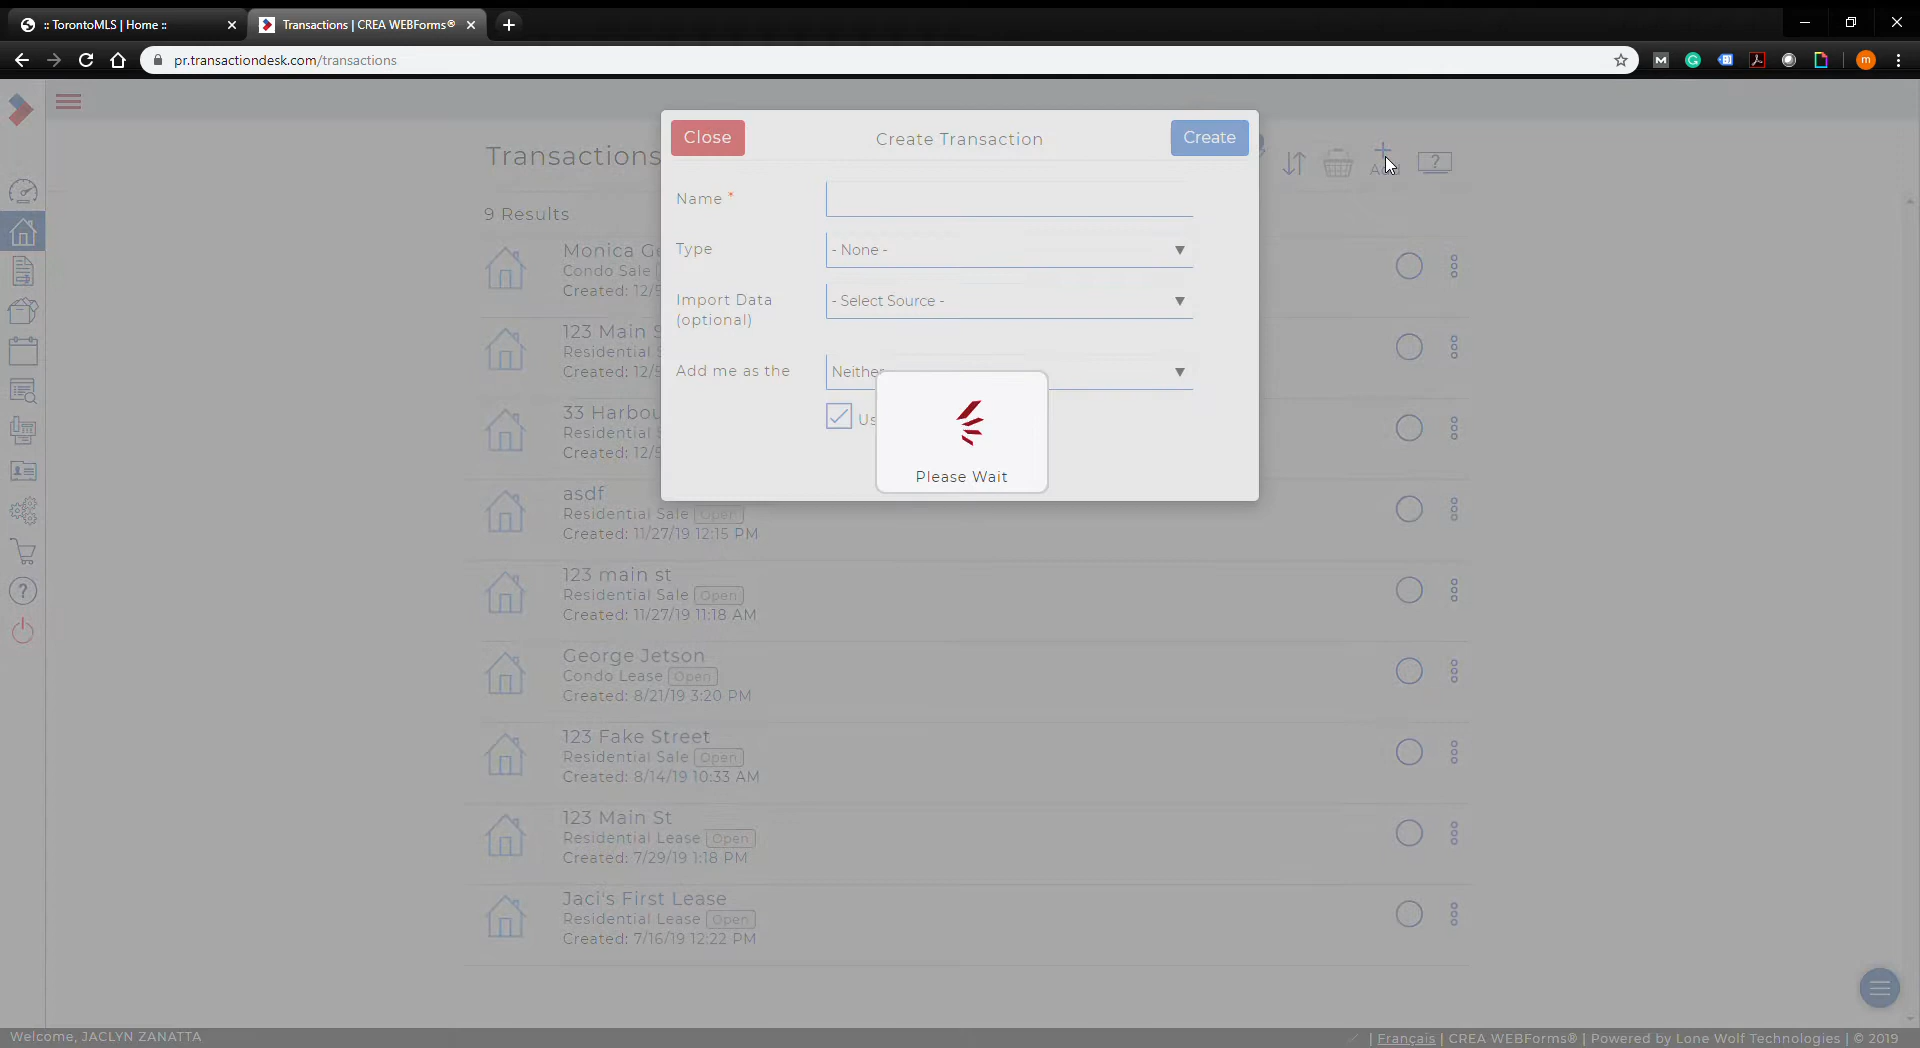 :: TorontoMLS | Home ::
Transactions | CREA WEBForms®
pr.transactiondesk.com/transactions
m
Close
Create Transaction
Create
Transactions
9 Results
Name *
Type
- None -
Import Data
(optional)
- Select Source -
Add me as the
Neither
Please Wait
Monica
Condo Sale
Created: 12/5
123 Main S
Residential S
Created: 12/5
33 Harbou
Residential S
Created: 12/5
asdf
Residential Sale Open
Created: 11/27/19 12:15 PM
123 main st
Residential Sale Open
Created: 11/27/19 11:18 AM
George Jetson
Condo Lease Open
Created: 8/21/19 3:20 PM
123 Fake Street
Residential Sale Open
Created: 8/14/19 10:33 AM
123 Main St
Residential Lease Open
Created: 7/29/19 1:18 PM
Jaci's First Lease
Residential Lease Open
Created: 7/16/19 12:22 PM
Welcome, JACLYN ZANATTA
| Français | CREA WEBForms® | Powered by Lone Wolf Technologies | © 2019